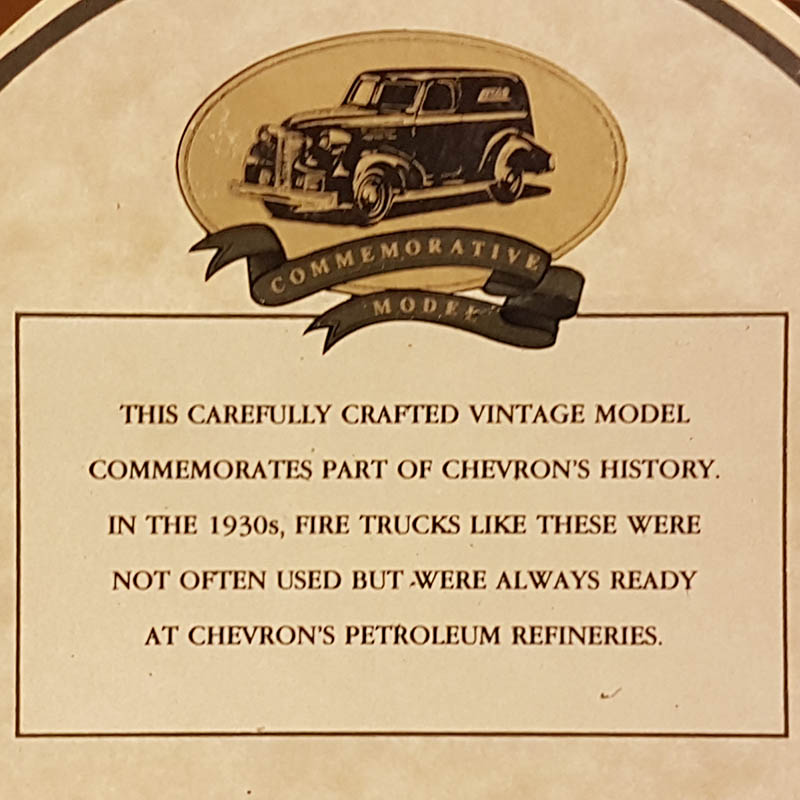 COMMEMORATIVE
MODEL
THIS CAREFULLY CRAFTED VINTAGE MODEL
COMMEMORATES PART OF CHEVRON'S HISTORY.
IN THE 1930s, FIRE TRUCKS LIKE THESE WERE
NOT OFTEN USED BUT WERE ALWAYS READY
AT CHEVRON'S PETROLEUM REFINERIES.